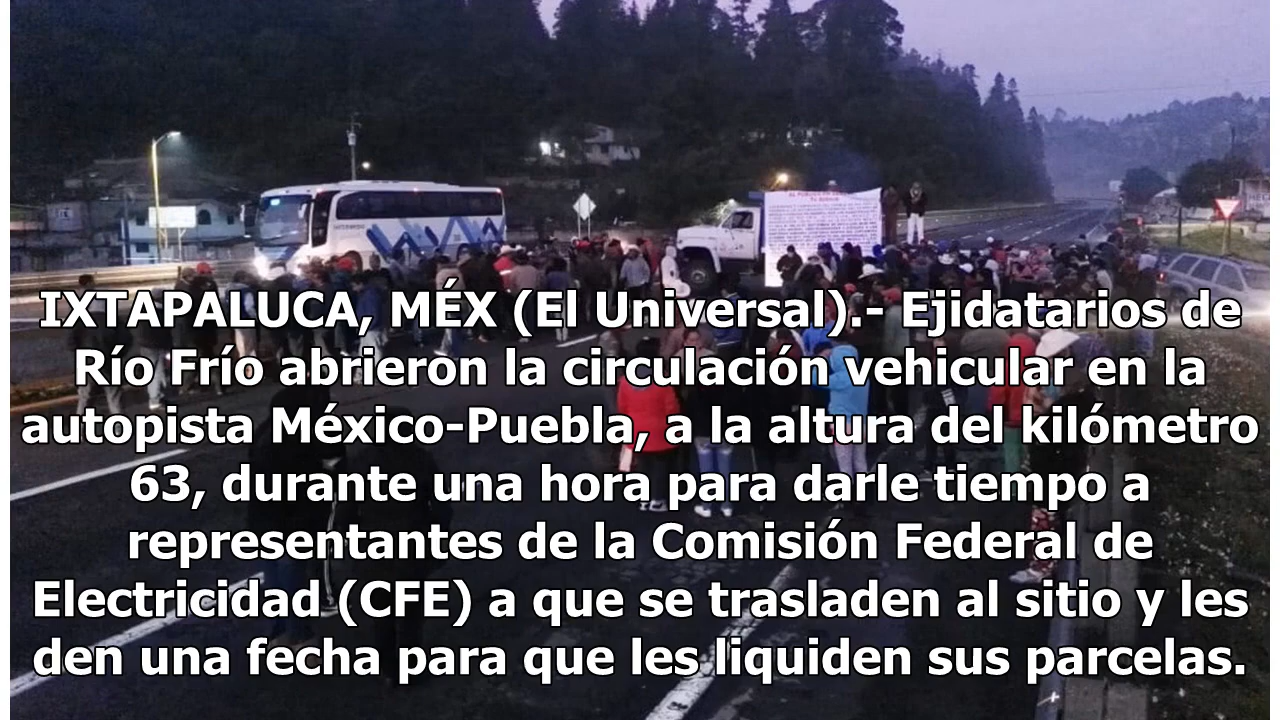 IXTAPALUCA, MÉX (El Universal).- Ejidatarios de
Río Frío abrieron la circulación vehicular en la
autopista México-Puebla, a la altura del kilómetro
63, durante una hora para darle tiempo a
representantes de la Comisión Federal de
Electricidad (CFE) a que se trasladen al sitio y les
den una fecha para que les liquiden sus parcelas.